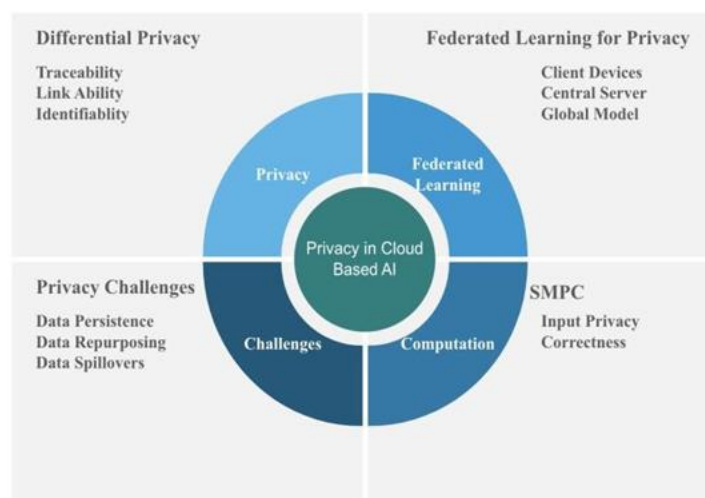 Differential Privacy
Traceability
Link Ability
Identifiablity
Federated Learning for Privacy
Client Devices
Central Server
Global Model
Privacy
Federated
Learning
Privacy in Cloud
Based AI
Privacy Challenges
Data Persistence
Data Repurposing
Data Spillovers
Challenges
Computation
SMPC
Input Privacy
Correctness